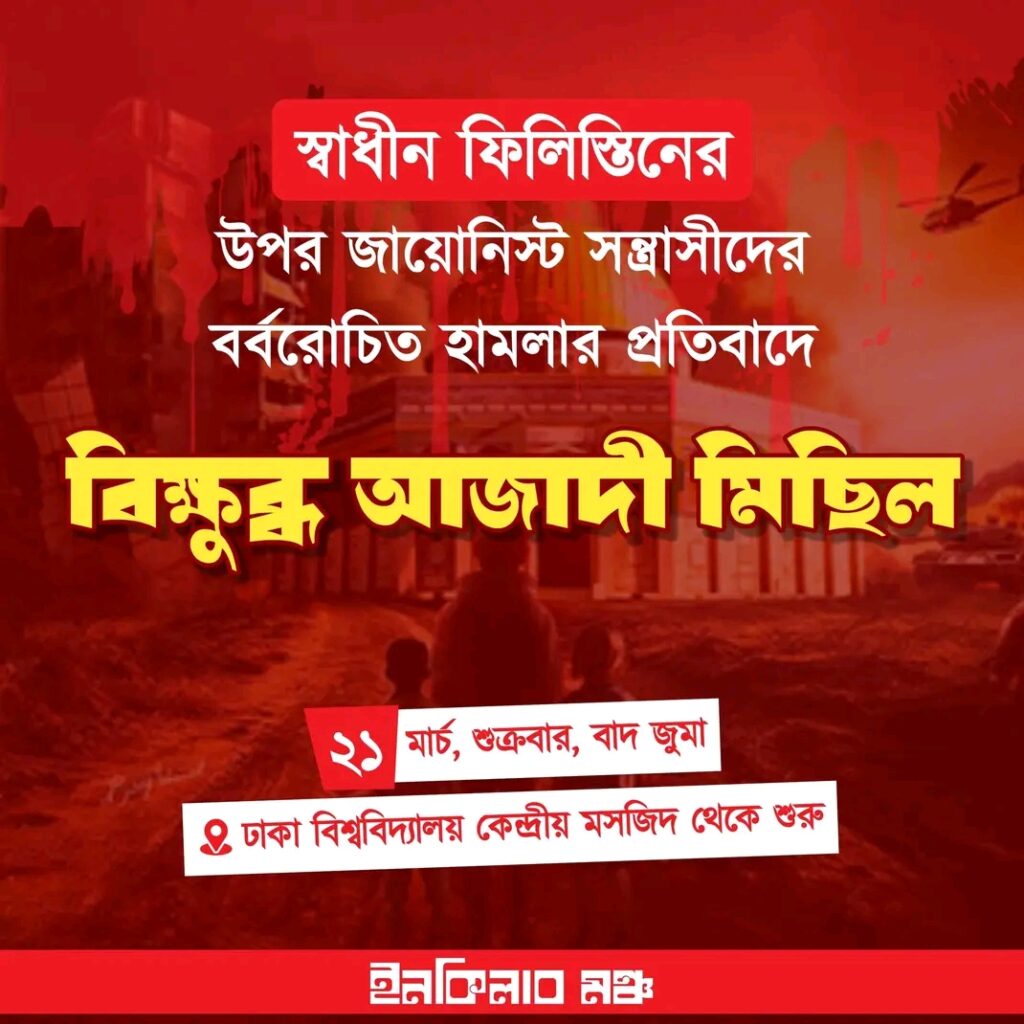 স্বাধীন ফিলিস্তিনের
উপর জায়োনিস্ট সন্ত্রাসীদের
বর্বরোচিত হামলার প্রতিবাদে
বিক্ষুব্ধ আজাদী মিছিল
২১ মার্চ, শুক্রবার, বাদ জুমা
ঢাকা বিশ্ববিদ্যালয় কেন্দ্রীয় মসজিদ থেকে শুরু
ইনকিলাব মঞ্চ